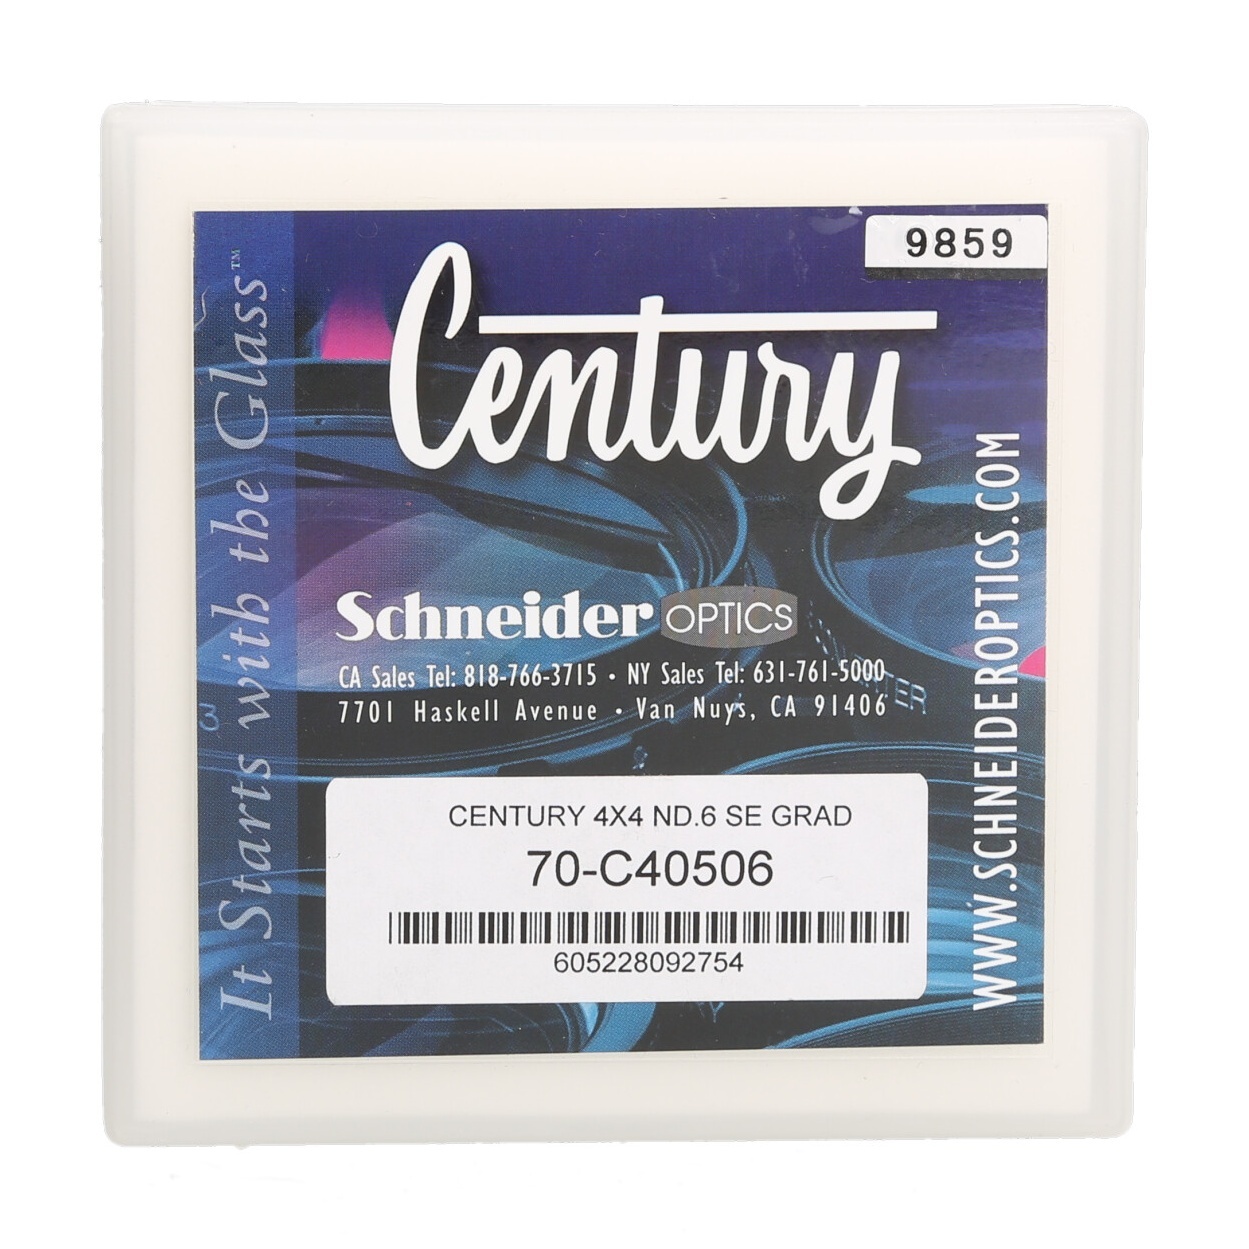 9859
Century
It Starts with the Glass™
WWW.SCHNEIDEROPTICS.COM
Schneider OPTICS
CA Sales Tel: 818-766-3715 • NY Sales Tel: 631-761-5000
7701 Haskell Avenue • Van Nuys, CA 91406
3
CENTURY 4X4 ND.6 SE GRAD
70-C40506
605228092754